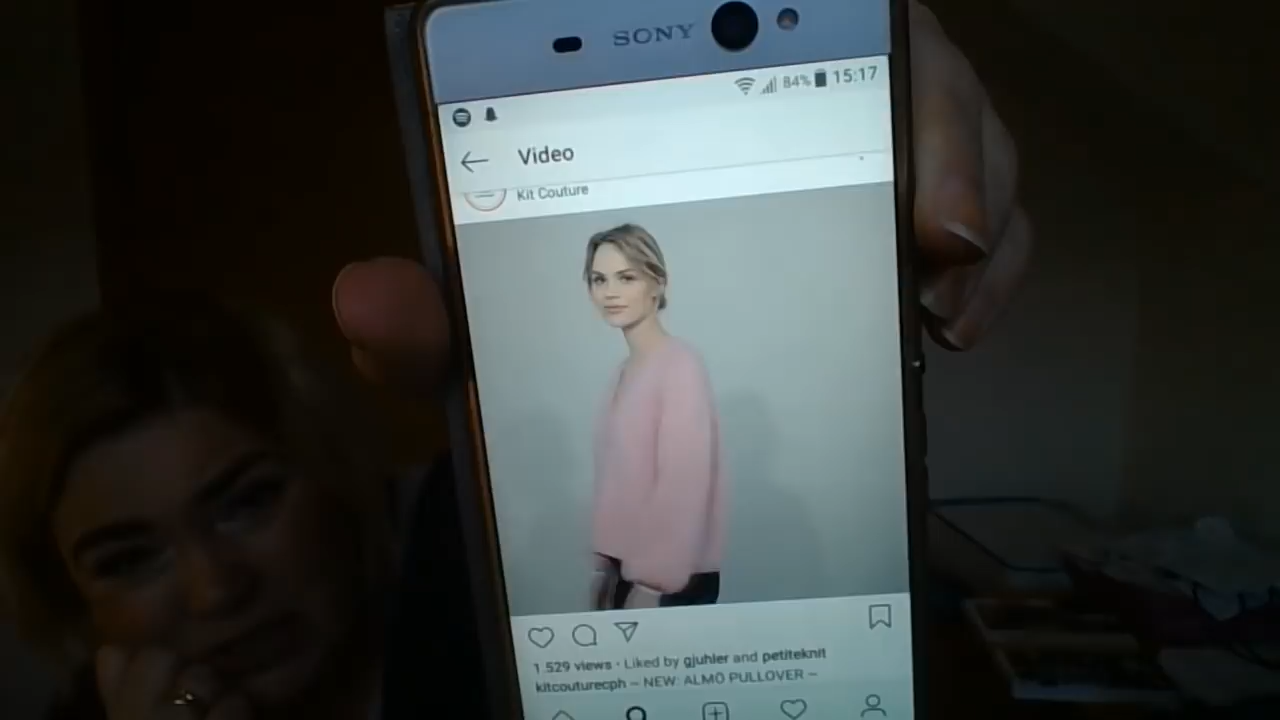 SONY
84% 15:17
Video
Kit Couture
1 529 views · Liked by gjuhler and petiteknit
kitcouturecph ~ NEW: ALMO PULLOVER ~